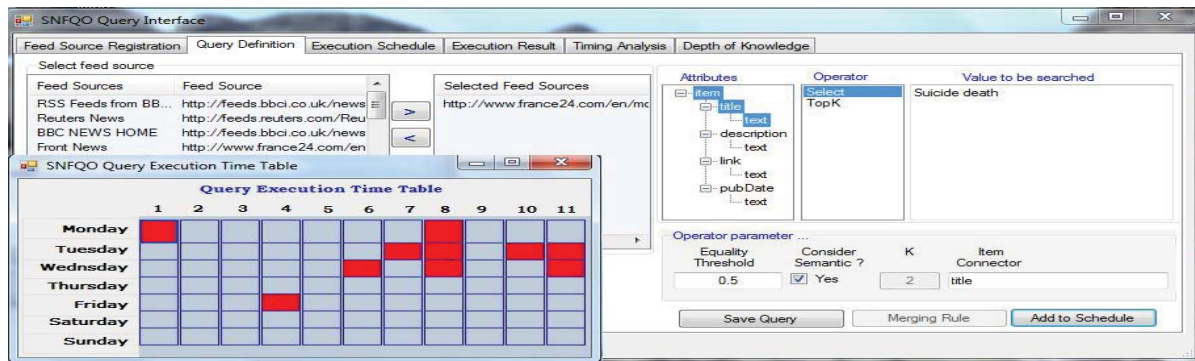 SNFQO Query Interface
Feed Source Registration Query Definition Execution Schedule Execution Result Timing Analysis Depth of Knowledge
Select feed source
Feed Sources Feed Source
RSS Feeds from BB... http://feeds.bbci.co.uk/news
Reuters News http://feeds.reuters.com/Reu
BBC NEWS HOME http://feeds.bbci.co.uk/news
Front News http://www.france24.com/en
>
<
Selected Feed Sources
http://www.france24.com/en/mc
Attributes Operator Value to be searched
item
title
text
description
text
link
text
pubDate
text
Select
TopK
Suicide death
Operator parameter ...
Equality Threshold Consider Semantic ? K Item Connector
0.5 Yes 2 title
Save Query Merging Rule Add to Schedule
SNFQO Query Execution Time Table
Query Execution Time Table
1 2 3 4 5 6 7 8 9 10 11
Monday
Tuesday
Wednsday
Thursday
Friday
Saturday
Sunday